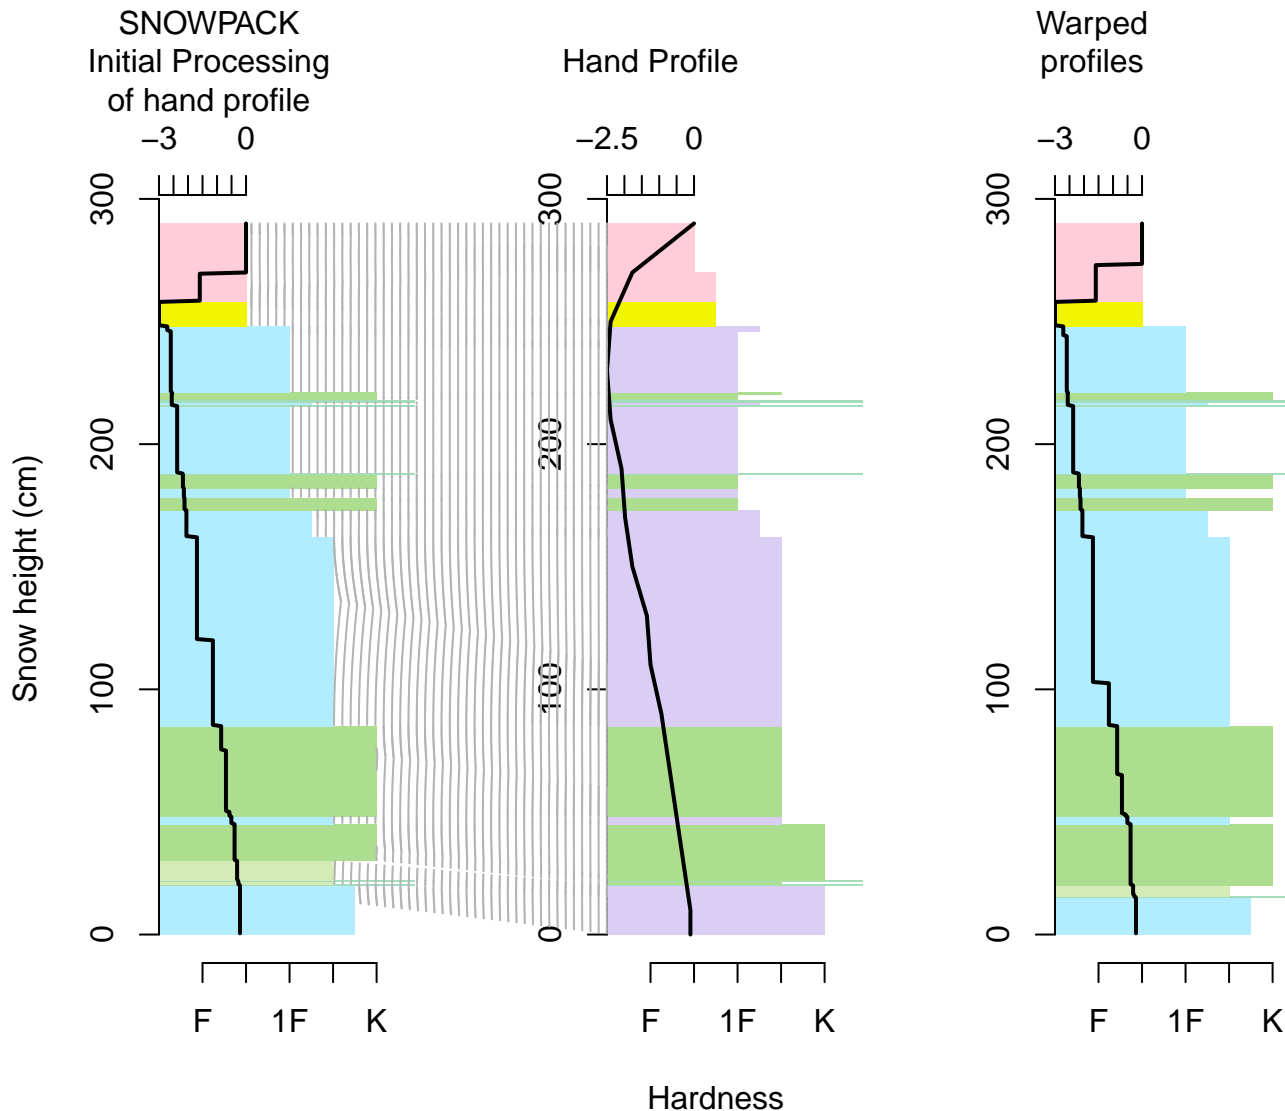 SNOWPACK
Initial Processing
of hand profile
Hand Profile
Warped
profiles
−3 0
−2.5 0
−3 0
300
200
100
0
300
200
100
0
300
200
100
0
Snow height (cm)
F 1F K
F 1F K
F 1F K
Hardness